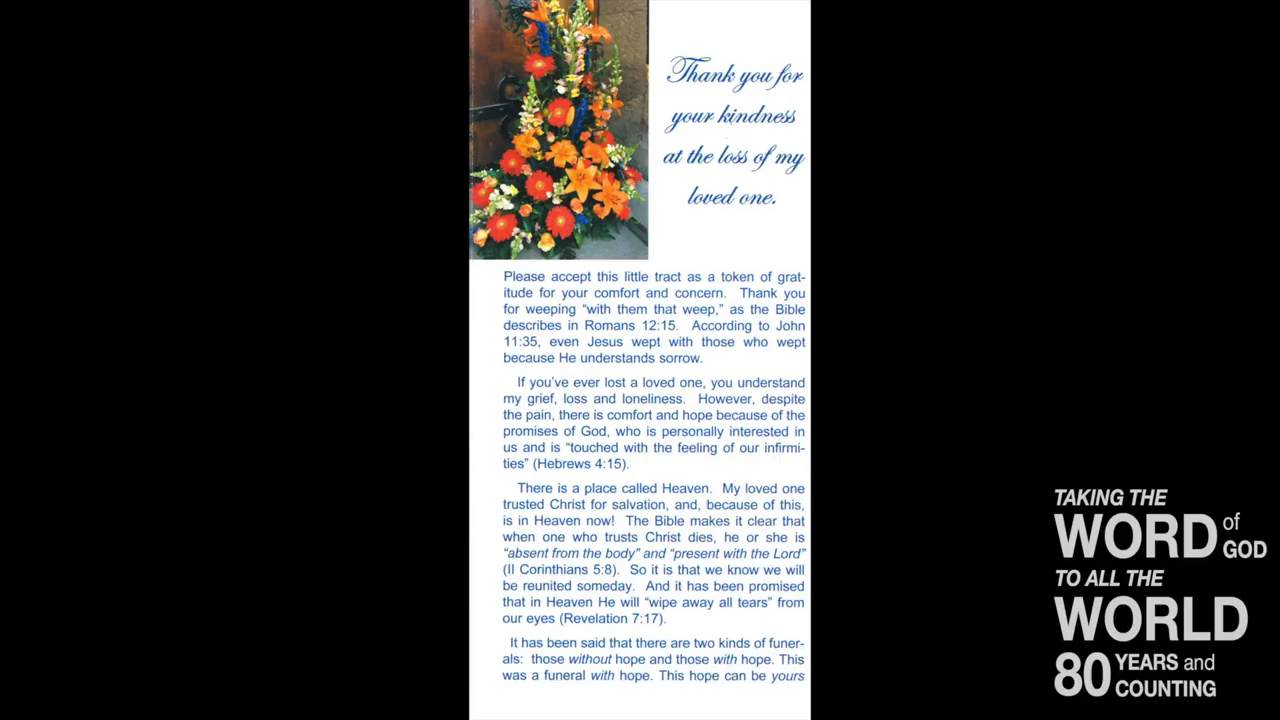 Thank you for
your kindness
at the loss of my
loved one.
Please accept this little tract as a token of grat-
itude for your comfort and concern. Thank you
for weeping “with them that weep,” as the Bible
describes in Romans 12:15. According to John
11:35, even Jesus wept with those who wept
because He understands sorrow.
If you’ve ever lost a loved one, you understand
my grief, loss and loneliness. However, despite
the pain, there is comfort and hope because of the
promises of God, who is personally interested in
us and is “touched with the feeling of our infirmi-
ties” (Hebrews 4:15).
There is a place called Heaven. My loved one
trusted Christ for salvation, and, because of this,
is in Heaven now! The Bible makes it clear that
when one who trusts Christ dies, he or she is
“absent from the body” and “present with the Lord”
(II Corinthians 5:8). So it is that we know we will
be reunited someday. And it has been promised
that in Heaven He will “wipe away all tears” from
our eyes (Revelation 7:17).
It has been said that there are two kinds of funer-
als: those without hope and those with hope. This
was a funeral with hope. This hope can be yours
TAKING THE
WORD of GOD
TO ALL THE
WORLD
80 YEARS and COUNTING